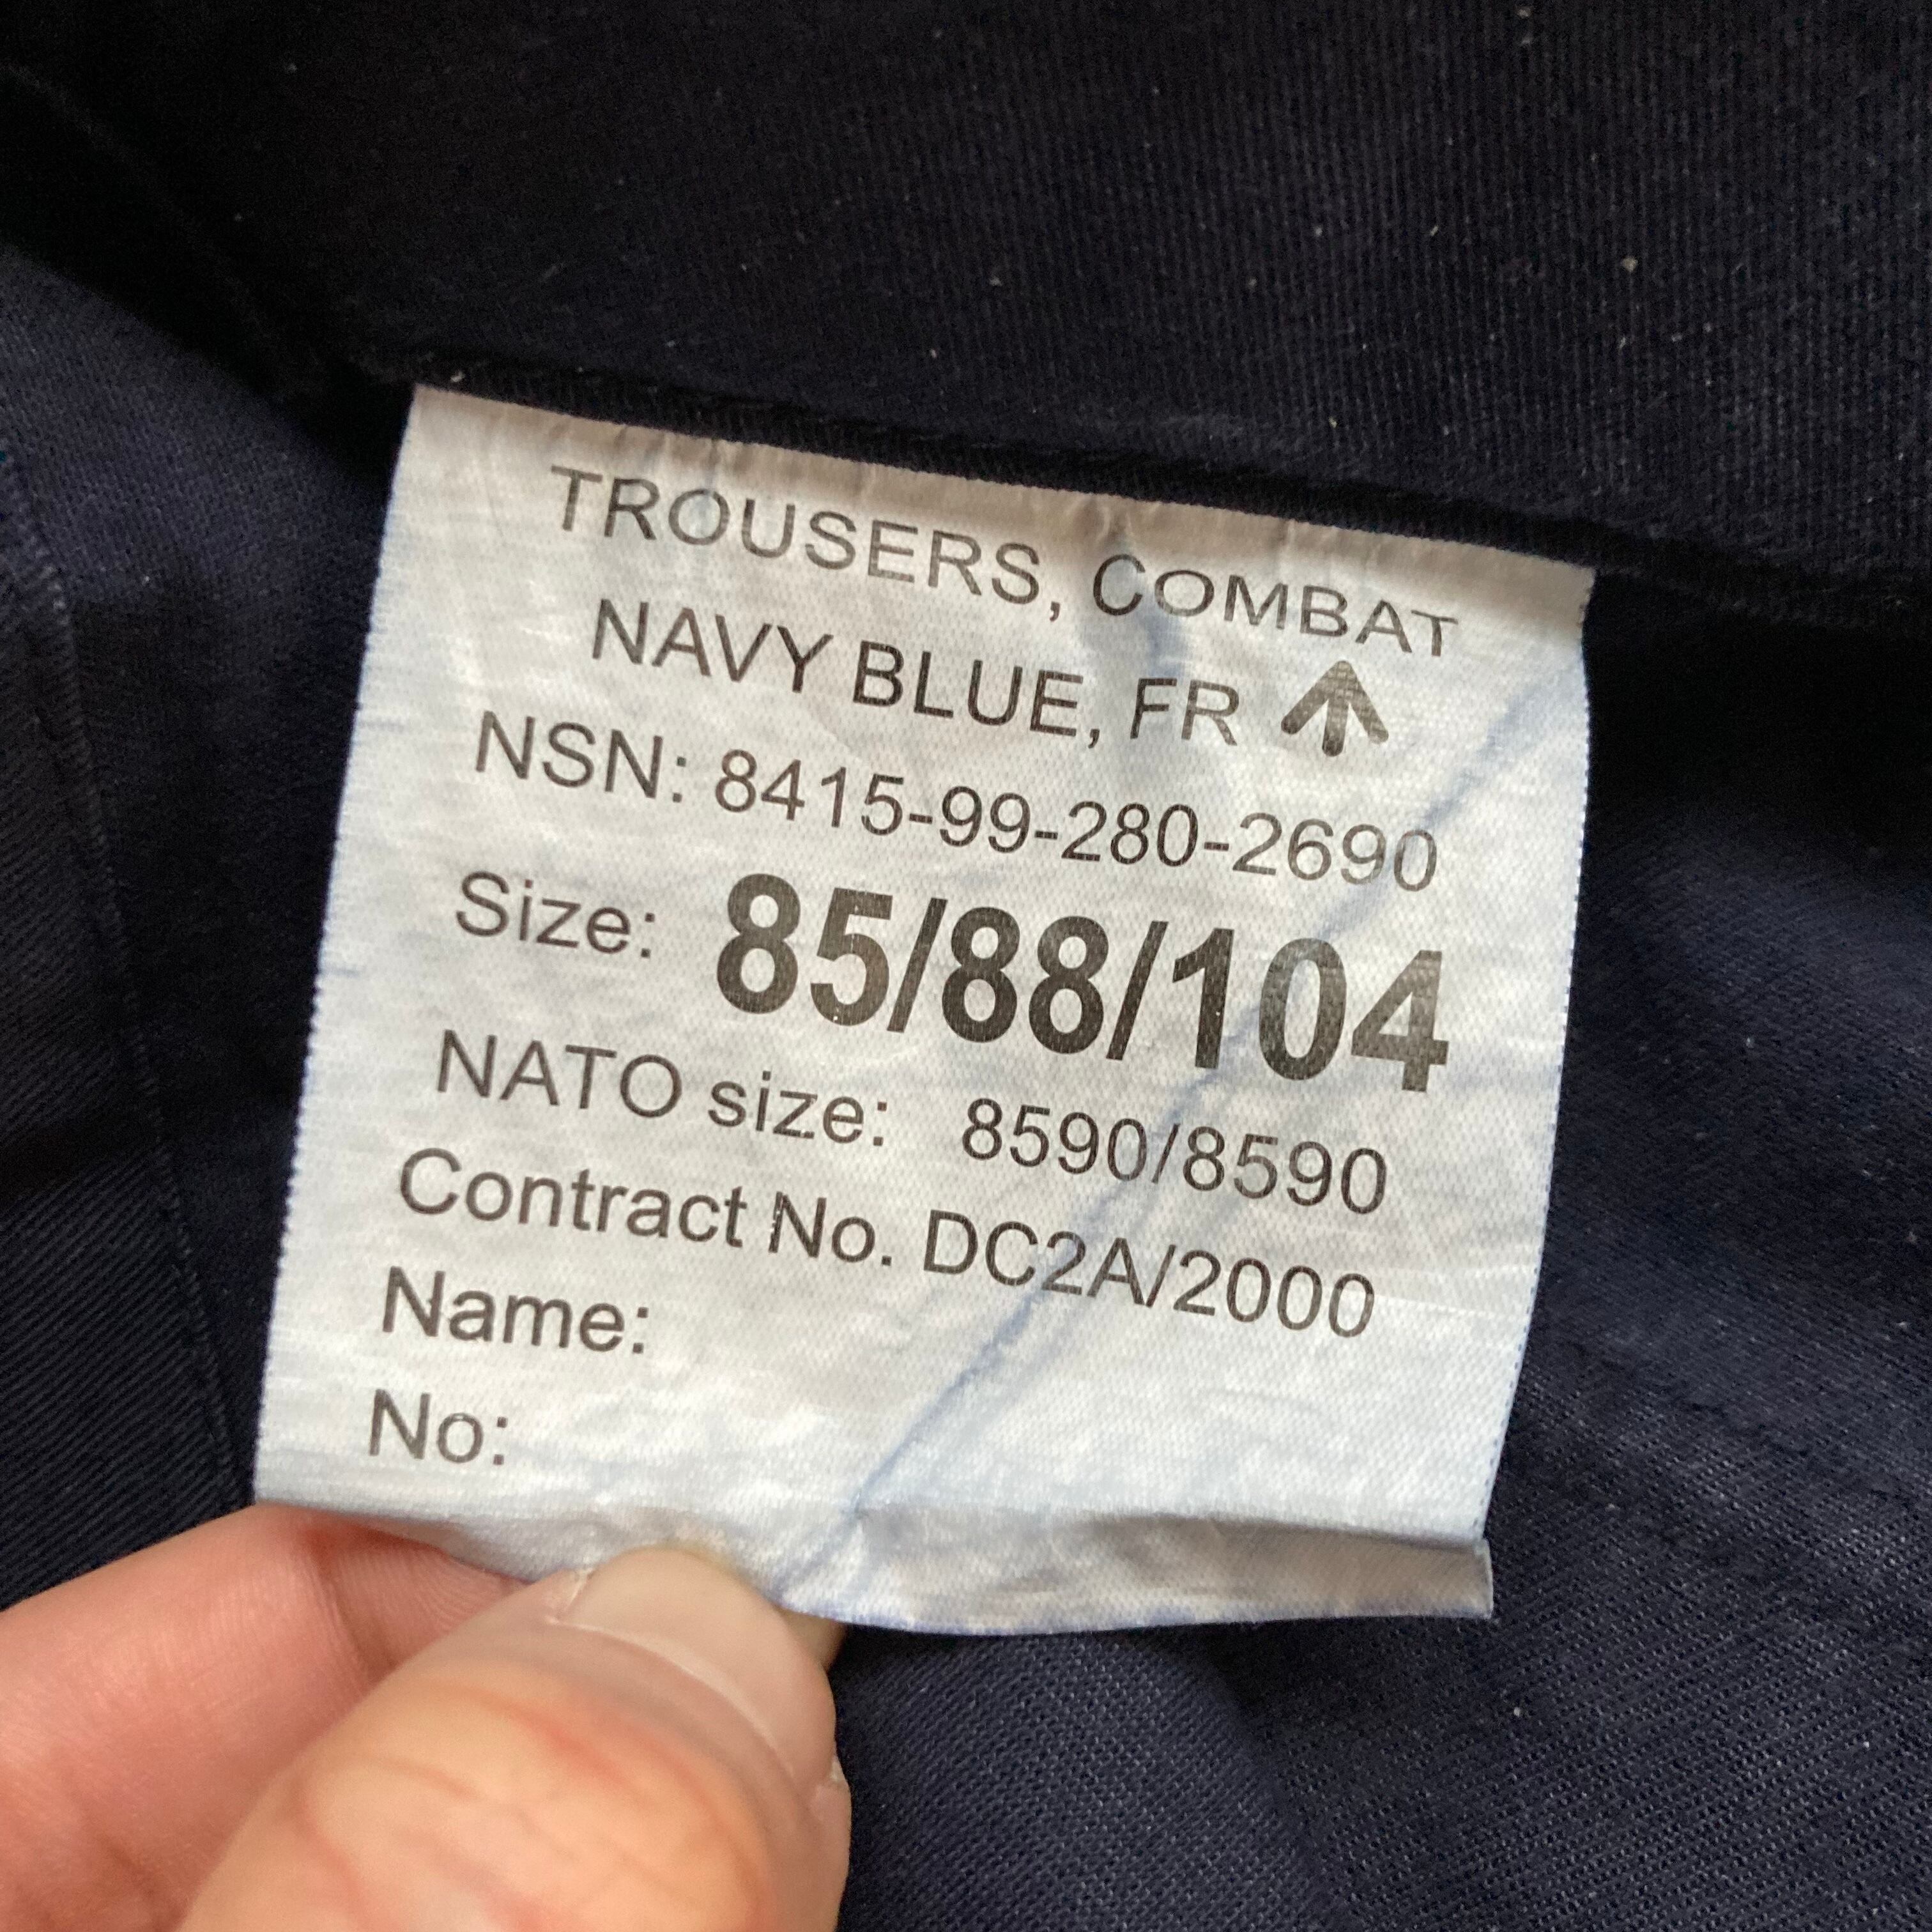 TROUSERS, COMBAT
NAVY BLUE, FR
NSN: 8415-99-280-2690
Size: 85/88/104
NATO size: 8590/8590
Contract No. DC2A/2000
Name:
No: